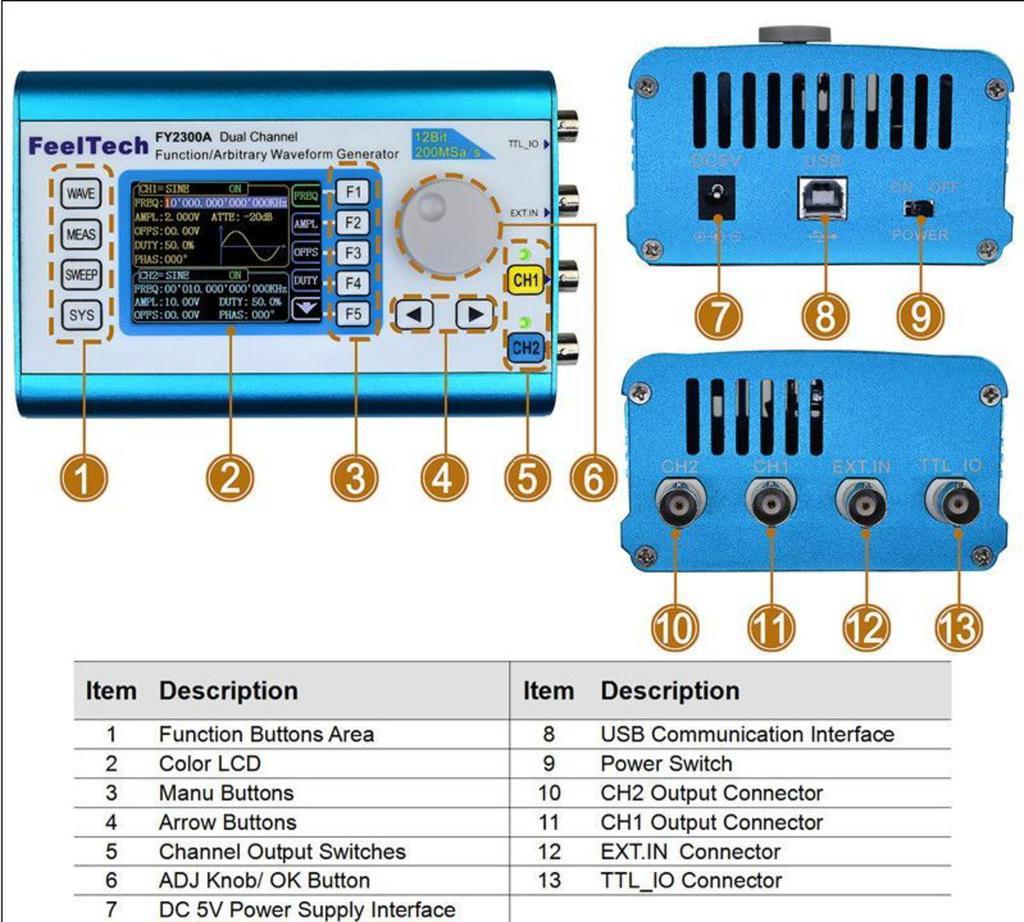 FeelTech FY2300A Dual Channel
Function/Arbitrary Waveform Generator
12Bit
200MSa/s
TTL_IO
EXT.IN
WAVE
MEAS
SWEEP
SYS
CH1=SINE ON
FREQ:10'000.000'000'000KHz
AMPL:2.000V ATTE:-20dB
OFFS:00.00V
DUTY:50.0%
PHAS:000°
CH2=SINE ON
FREQ:00'010.000'000'000KHz
AMPL:10.00V DUTY:50.0%
OFFS:00.00V PHAS:000°
FREQ
AMPL
OFFS
DUTY
F1
F2
F3
F4
F5
CH1
CH2
1
2
3
4
5
6
DC5V USB
ON OFF
POWER
7
8
9
CH2 CH1 EXT.IN TTL_IO
10
11
12
13
Item Description Item Description
1 Function Buttons Area 8 USB Communication Interface
2 Color LCD 9 Power Switch
3 Manu Buttons 10 CH2 Output Connector
4 Arrow Buttons 11 CH1 Output Connector
5 Channel Output Switches 12 EXT.IN Connector
6 ADJ Knob/ OK Button 13 TTL_IO Connector
7 DC 5V Power Supply Interface